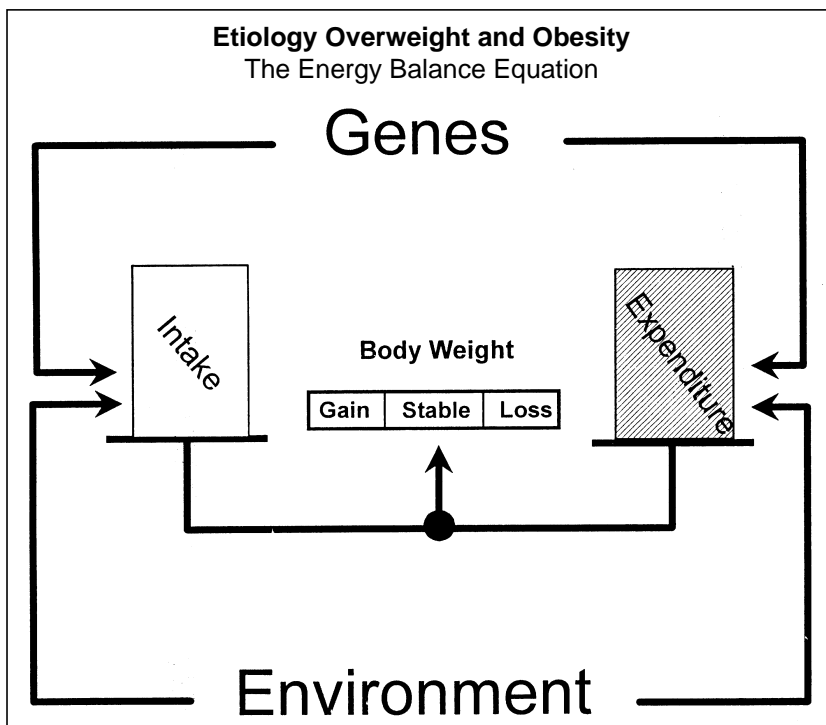 Etiology Overweight and Obesity
The Energy Balance Equation
Genes
Intake
Expenditure
Body Weight
Gain Stable Loss
Environment